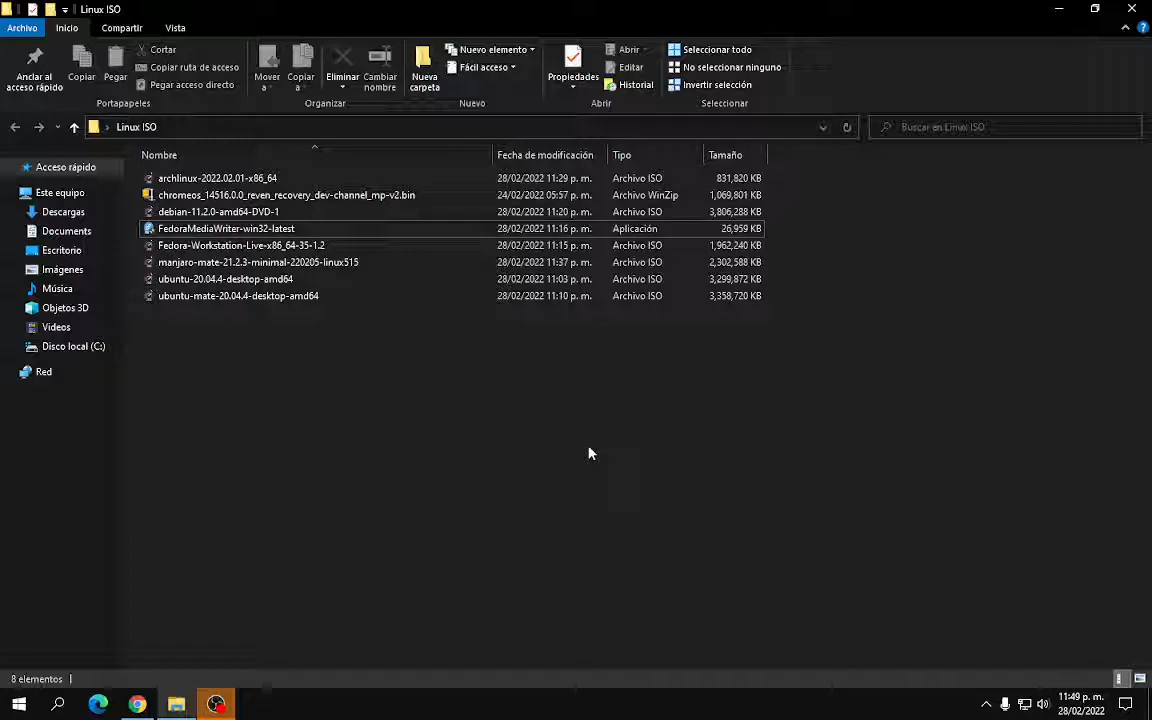 Linux ISO
Archivo Inicio Compartir Vista
Anclar al acceso rápido
Copiar
Pegar
Cortar
Copiar ruta de acceso
Pegar acceso directo
Portapapeles
Mover a
Copiar a
Eliminar
Cambiar nombre
Organizar
Nueva carpeta
Nuevo elemento
Fácil acceso
Nuevo
Propiedades
Abrir
Editar
Historial
Abrir
Seleccionar todo
No seleccionar ninguno
Invertir selección
Seleccionar
Linux ISO
Buscar en Linux ISO
Acceso rápido
Este equipo
Descargas
Documents
Escritorio
Imágenes
Música
Objetos 3D
Videos
Disco local (C:)
Red
Nombre Fecha de modificación Tipo Tamaño
archlinux-2022.02.01-x86_64 28/02/2022 11:29 p. m. Archivo ISO 831,820 KB
chromeos_14516.0.0_reven_recovery_dev-channel_mp-v2.bin 24/02/2022 05:57 p. m. Archivo WinZip 1,069,801 KB
debian-11.2.0-amd64-DVD-1 28/02/2022 11:20 p. m. Archivo ISO 3,806,288 KB
FedoraMediaWriter-win32-latest 28/02/2022 11:16 p. m. Aplicación 26,959 KB
Fedora-Workstation-Live-x86_64-35-1.2 28/02/2022 11:15 p. m. Archivo ISO 1,962,240 KB
manjaro-mate-21.2.3-minimal-220205-linux515 28/02/2022 11:37 p. m. Archivo ISO 2,302,588 KB
ubuntu-20.04.4-desktop-amd64 28/02/2022 11:03 p. m. Archivo ISO 3,299,872 KB
ubuntu-mate-20.04.4-desktop-amd64 28/02/2022 11:10 p. m. Archivo ISO 3,358,720 KB
8 elementos
11:49 p. m.
28/02/2022